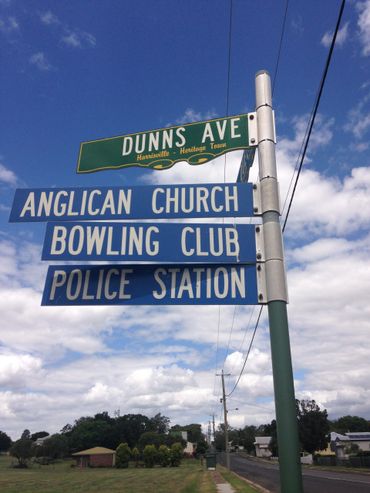 DUNNS AVE
Harrisville - Heritage Town
ANGLICAN CHURCH
BOWLING CLUB
POLICE STATION